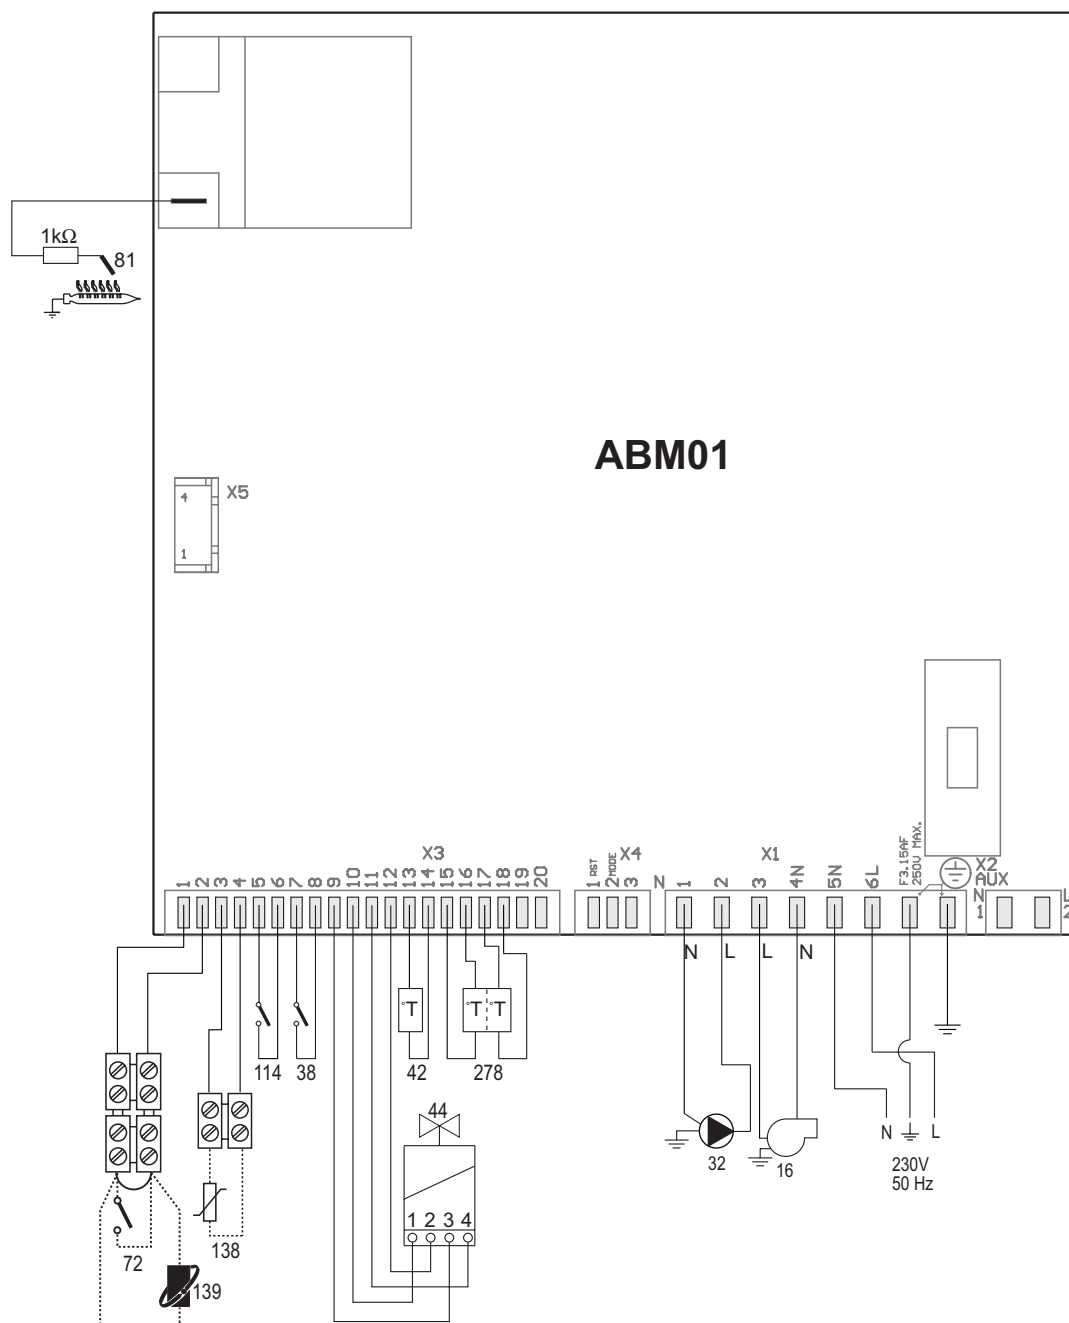 1kΩ
81
ABM01
X5
4
1
F3.15AF
250V MAX.
X3
X4
X1
X2
AUX
1 2 3 4 5 6 7 8 9 10 11 12 13 14 15 16 17 18 19 20
1 RST
2 MODE
3
N
1 2 3 4N 5N 6L
N
1
L
2
N L L N
°T
°T °T
114
38
42
278
44
1 2 3 4
32
16
N
L
230V
50 Hz
72
138
139